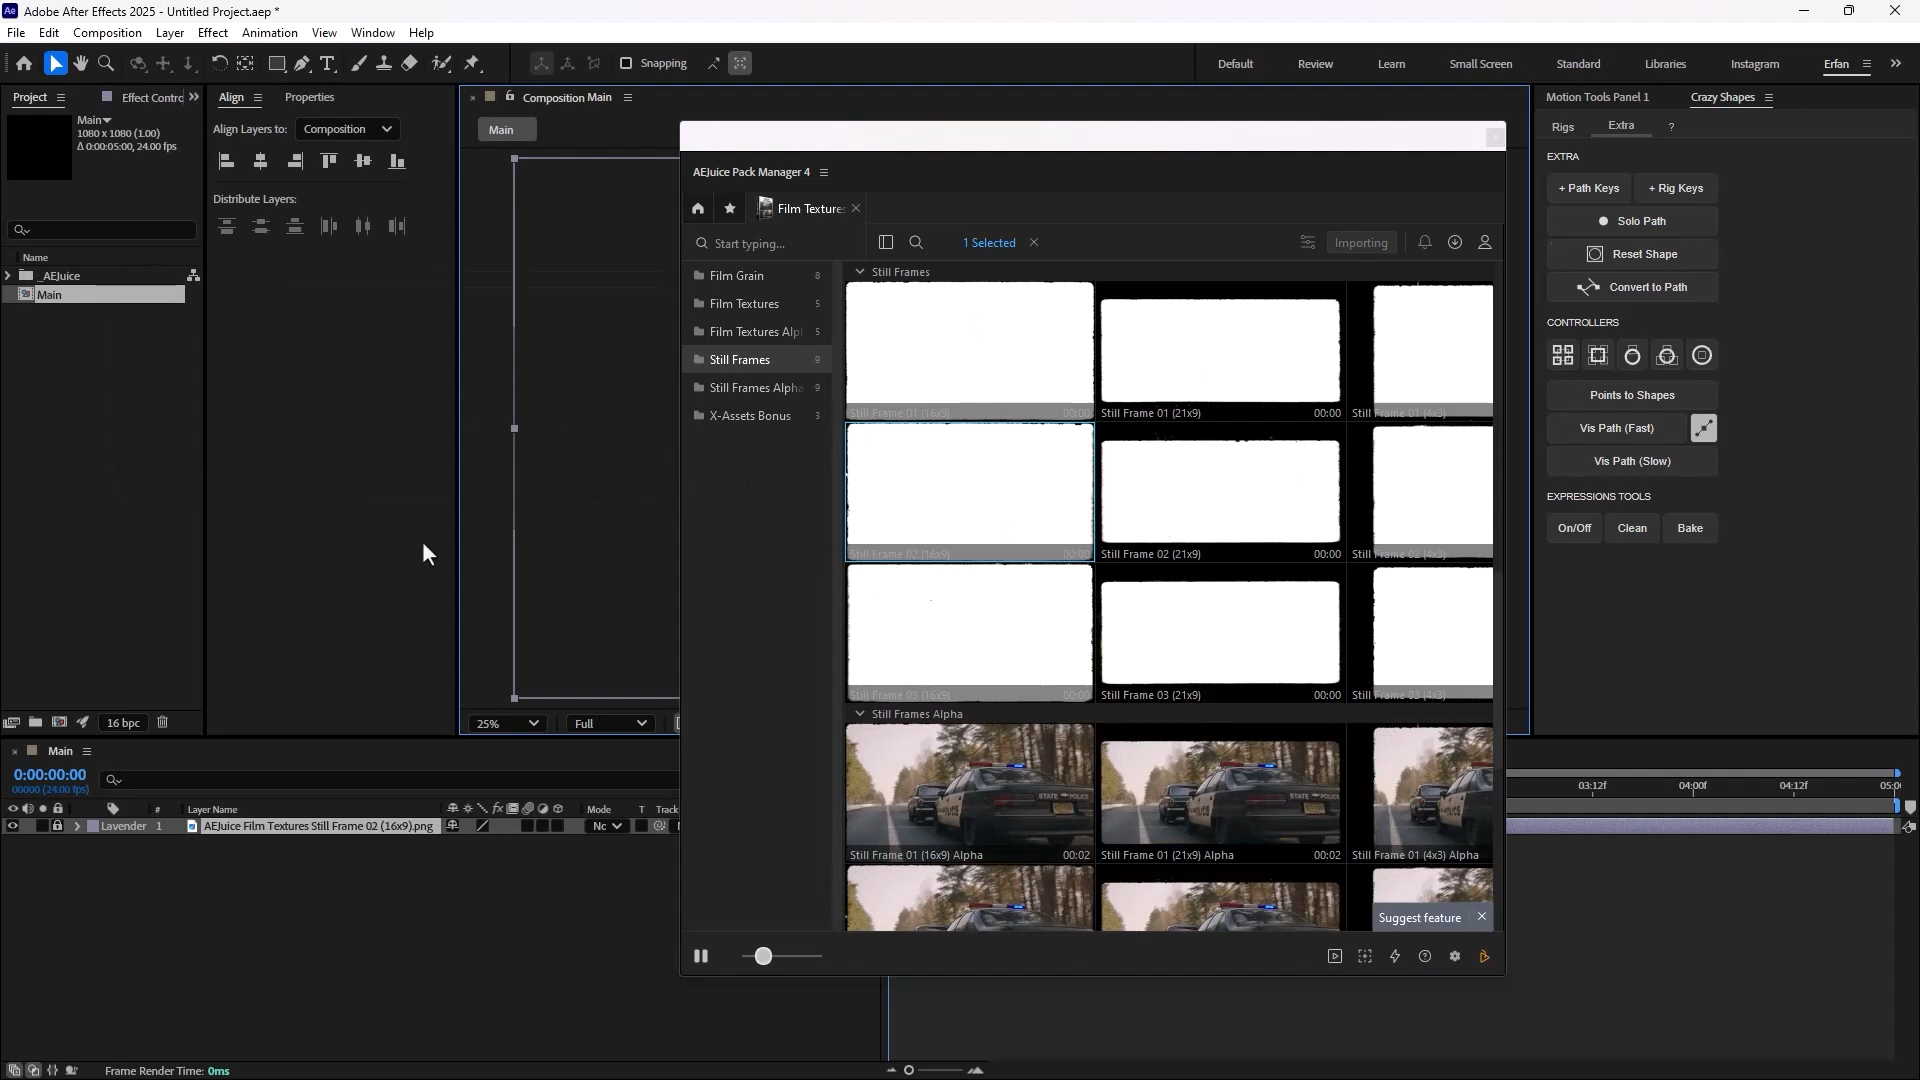 Ae Adobe After Effects 2025 - Untitled Project.aep *
File Edit Composition Layer Effect Animation View Window Help
Snapping
Default Review Learn Small Screen Standard Libraries Instagram Erfan
Project Effect Contrc
Main
1080 x 1080 (1.00)
Δ 0:00:05:00, 24.00 fps
Name
_AEJuice
Main
16 bpc
Align Properties
Align Layers to: Composition
Distribute Layers:
Composition Main
Main
25% Full
AEJuice Pack Manager 4
Film Texture
Start typing...
1 Selected
Importing
Film Grain 8
Film Textures 5
Film Textures Alp 5
Still Frames 9
Still Frames Alpha 9
X-Assets Bonus 3
Still Frames
Still Frame 01 (16x9) 00:00
Still Frame 01 (21x9) 00:00
Still Frame 01 (4x3)
Still Frame 02 (16x9) 00:00
Still Frame 02 (21x9) 00:00
Still Frame 02 (4x3)
Still Frame 03 (16x9) 00:00
Still Frame 03 (21x9) 00:00
Still Frame 03 (4x3)
Still Frames Alpha
STATE POLICE
STATE POLICE
Still Frame 01 (16x9) Alpha 00:02
Still Frame 01 (21x9) Alpha 00:02
Still Frame 01 (4x3) Alpha
Suggest feature
Motion Tools Panel 1 Crazy Shapes
Rigs Extra ?
EXTRA
+ Path Keys + Rig Keys
Solo Path
Reset Shape
Convert to Path
CONTROLLERS
Points to Shapes
Vis Path (Fast)
Vis Path (Slow)
EXPRESSIONS TOOLS
On/Off Clean Bake
Main
0:00:00:00
00000 (24.00 fps)
# Layer Name Mode T Track
Lavender 1 AEJuice Film Textures Still Frame 02 (16x9).png Nc
03:12f 04:00f 04:12f 05:0
Frame Render Time: 0ms